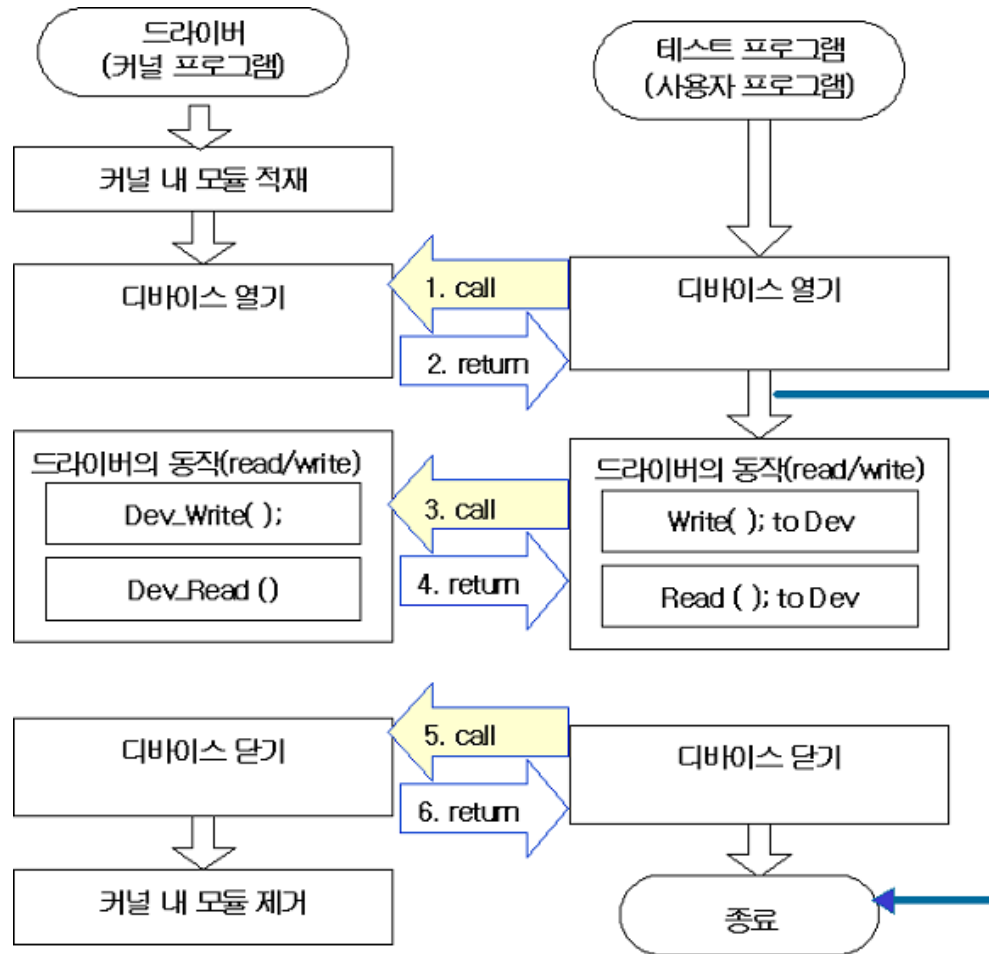 드라이버
(커널 프로그램)
테스트 프로그램
(사용자 프로그램)
커널 내 모듈 적재
디바이스 열기
1. call
2. return
디바이스 열기
드라이버의 동작(read/write)
Dev_Write( );
Dev_Read ()
3. call
4. return
드라이버의 동작(read/write)
Write( ); to Dev
Read ( ); to Dev
디바이스 닫기
5. call
6. return
디바이스 닫기
커널 내 모듈 제거
종료